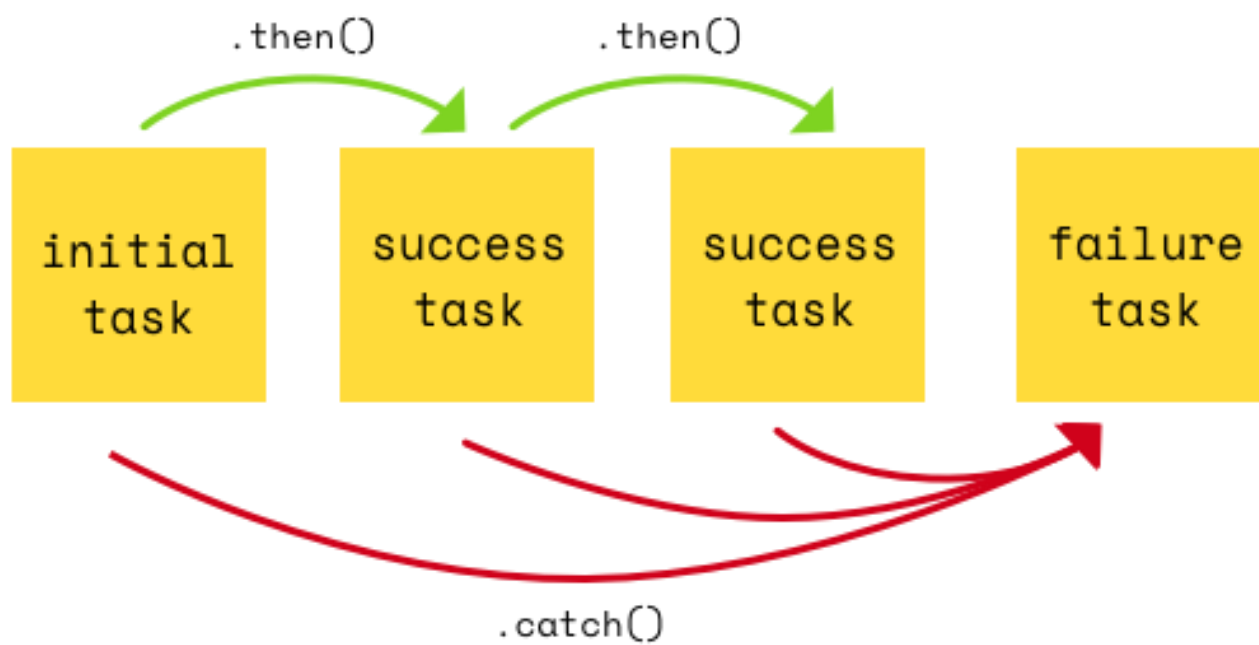 .then()
.then()
initial
task
success
task
success
task
failure
task
.catch()